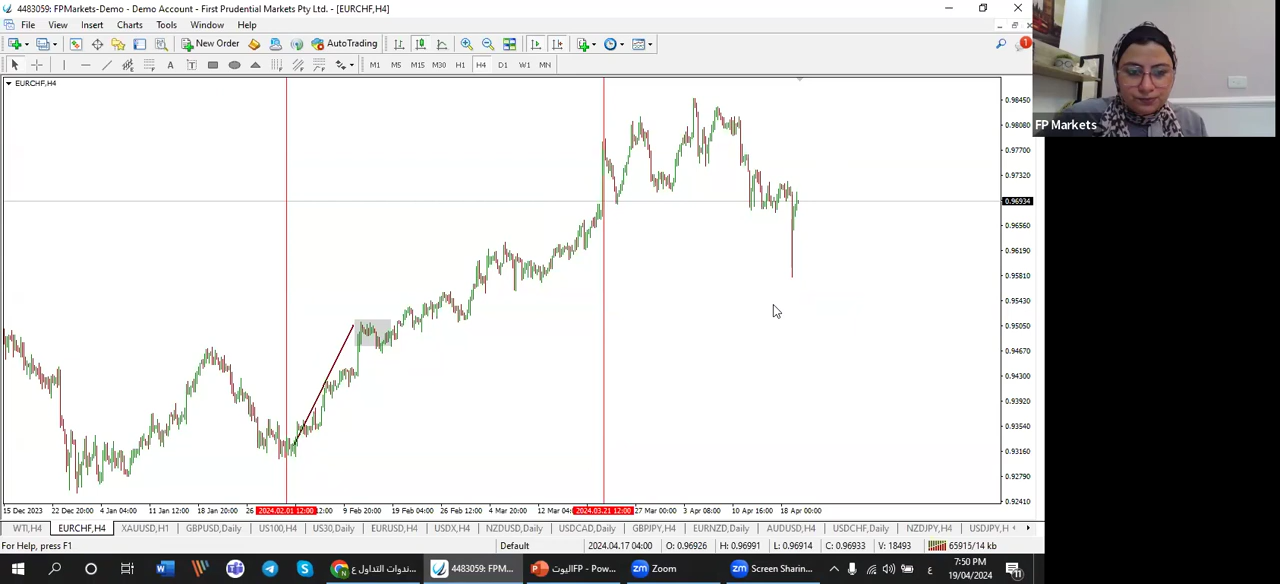 4483059: FPMarkets-Demo - Demo Account - First Prudential Markets Pty Ltd. - [EURCHF,H4]
File View Insert Charts Tools Window Help
New Order AutoTrading
1
A T M1 M5 M15 M30 H1 H4 D1 W1 MN
EURCHF,H4
0.98450
0.98080
0.97700
0.97320
0.96934
0.96560
0.96190
0.95810
0.95430
0.95050
0.94670
0.94300
0.93920
0.93540
0.93160
0.92790
0.92410
FP Markets
15 Dec 2023 22 Dec 20:00 4 Jan 04:00 11 Jan 12:00 18 Jan 20:00 26 2024.02.01 12:00 12:00 9 Feb 20:00 19 Feb 04:00 26 Feb 12:00 4 Mar 20:00 12 Mar 04: 2024.03.21 12:00 27 Mar 00:00 3 Apr 08:00 10 Apr 16:00 18 Apr 00:00
WTI,H4 EURCHF,H4 XAUUSD,H1 GBPUSD,Daily US100,H4 US30,Daily EURUSD,H4 USDX,H4 NZDUSD,Daily USDCAD,Daily GBPJPY,H4 EURNZD,Daily AUDUSD,H4 USDCHF,Daily NZDJPY,H4 USDJPY,H
For Help, press F1 Default 2024.04.17 04:00 O: 0.96926 H: 0.96991 L: 0.96914 C: 0.96933 V: 18493 65915/14 kb
ندوات التداول ع... 4483059: FPM... FPاليوت - Pow... Zoom Screen Sharin... ع 7:50 PM
19/04/2024
11